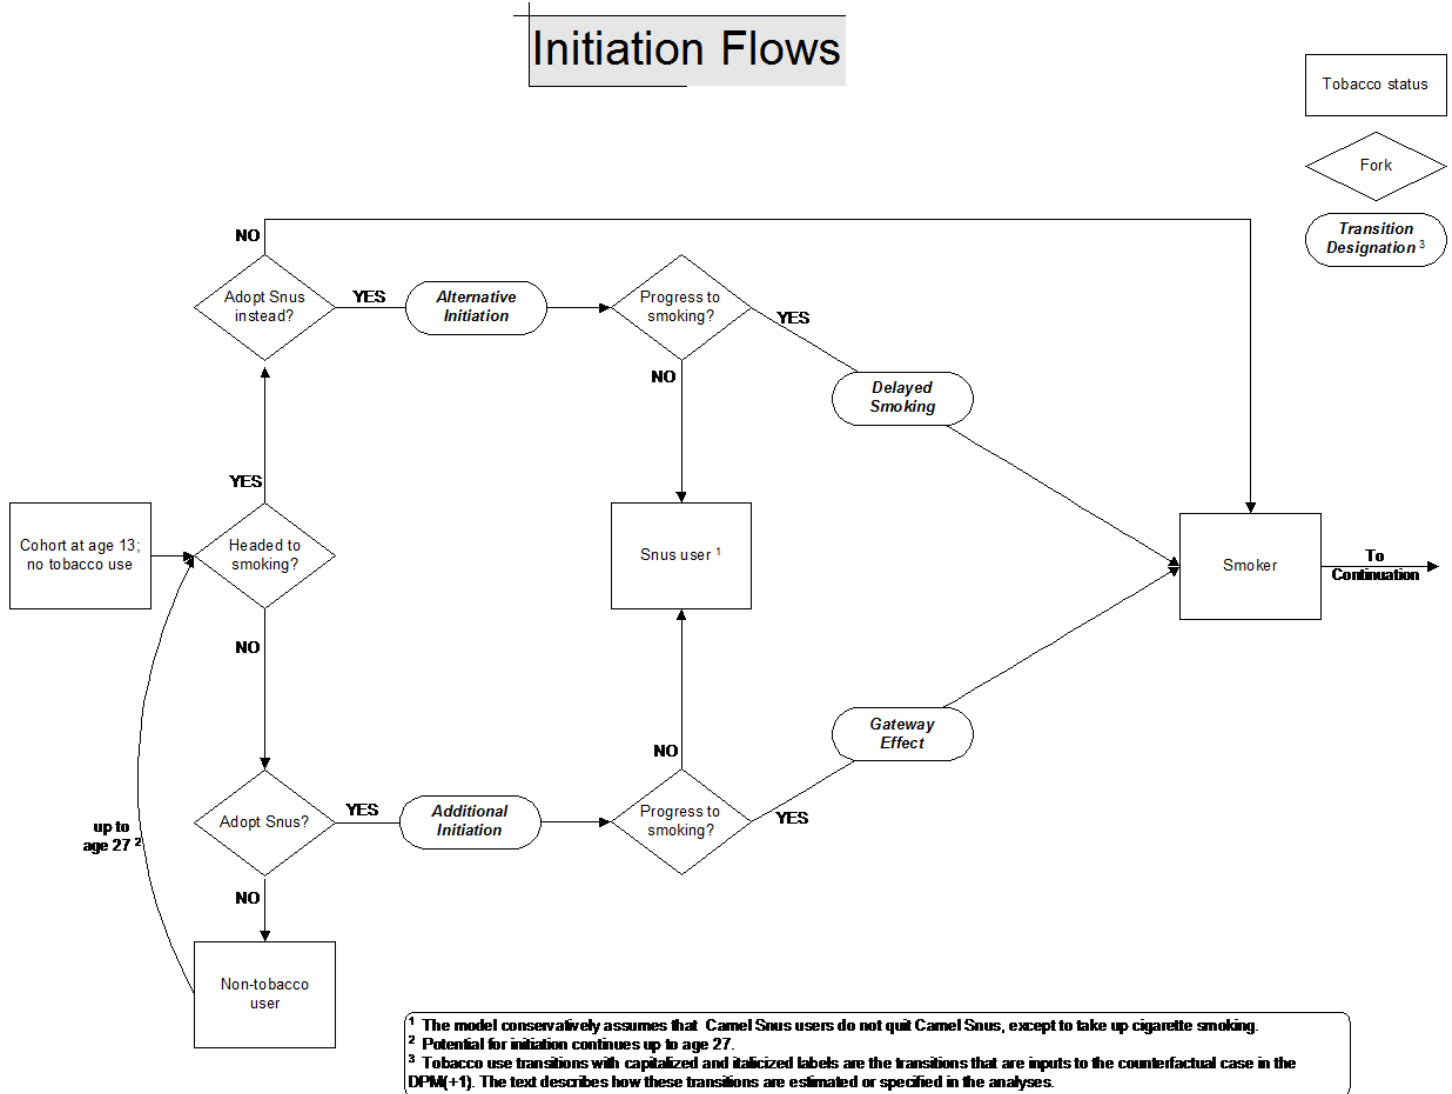 Initiation Flows
Tobacco status
Fork
Transition
Designation 3
NO
Adopt Snus
instead?
YES
Alternative
Initiation
Progress to
smoking?
YES
NO
Delayed
Smoking
YES
Cohort at age 13;
no tobacco use
Headed to
smoking?
Snus user 1
Smoker
To
Continuation
NO
Gateway
Effect
NO
up to
age 27 2
Adopt Snus?
YES
Additional
Initiation
Progress to
smoking?
YES
NO
Non-tobacco
user
1 The model conservatively assumes that Camel Snus users do not quit Camel Snus, except to take up cigarette smoking.
2 Potential for initiation continues up to age 27.
3 Tobacco use transitions with capitalized and italicized labels are the transitions that are inputs to the counterfactual case in the
DPM(+1). The text describes how these transitions are estimated or specified in the analyses.